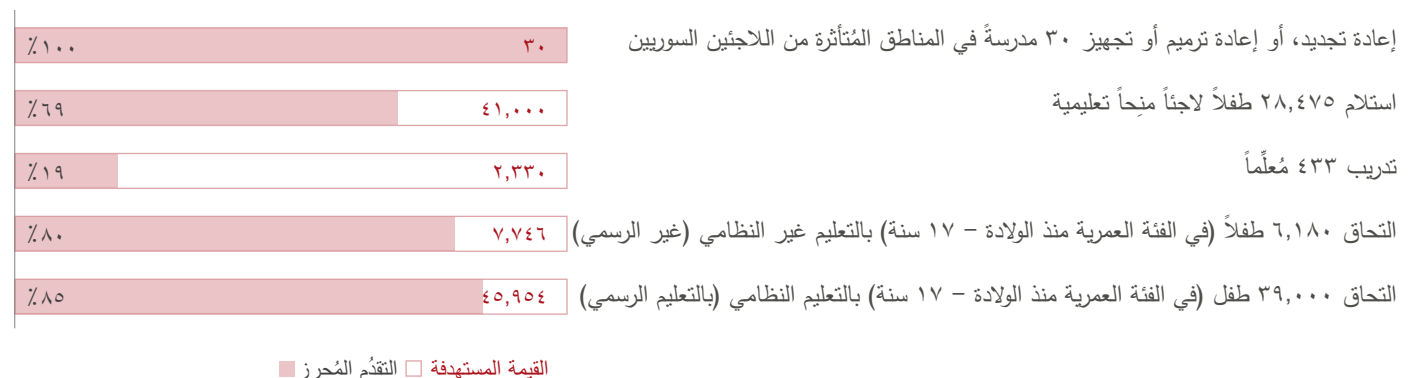 إعادة تجديد، أو إعادة ترميم أو تجهيز ٣٠ مدرسةً في المناطق المُتأثرة من اللاجئين السوريين ٣٠ ٪١٠٠
استلام ٢٨,٤٧٥ طفلاً لاجئاً منِحاً تعليمية ٤١,٠٠٠ ٪٦٩
تدريب ٤٣٣ مُعلِّماً ٢,٣٣٠ ٪١٩
التحاق ٦,١٨٠ طفلاً (في الفئة العمرية منذ الولادة – ١٧ سنة) بالتعليم غير النظامي (غير الرسمي) ٧,٧٤٦ ٪٨٠
التحاق ٣٩,٠٠٠ طفل (في الفئة العمرية منذ الولادة – ١٧ سنة) بالتعليم النظامي (بالتعليم الرسمي) ٤٥,٩٥٤ ٪٨٥
القيمة المستهدفة التقدُم المُحرز